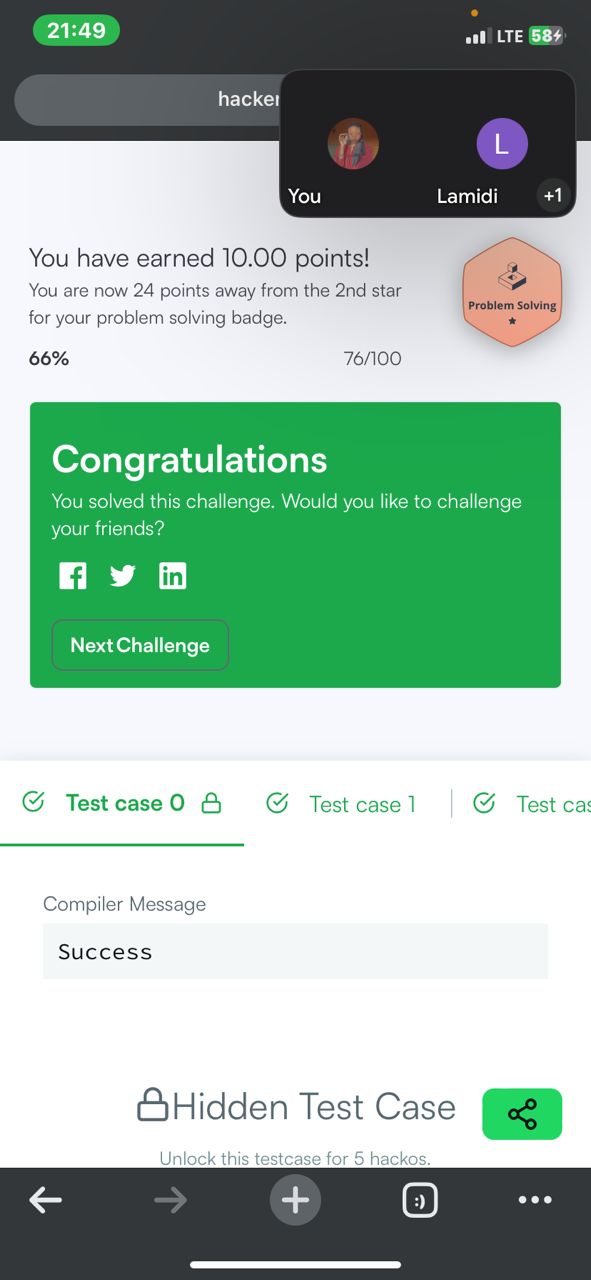 21:49
LTE 58
hacker
L
You
Lamidi
+1
You have earned 10.00 points!
You are now 24 points away from the 2nd star
for your problem solving badge.
66%
76/100
Problem Solving
Congratulations
You solved this challenge. Would you like to challenge
your friends?
Next Challenge
Test case 0
Test case 1
Test cas
Compiler Message
Success
Hidden Test Case
Unlock this testcase for 5 hackos.
:)